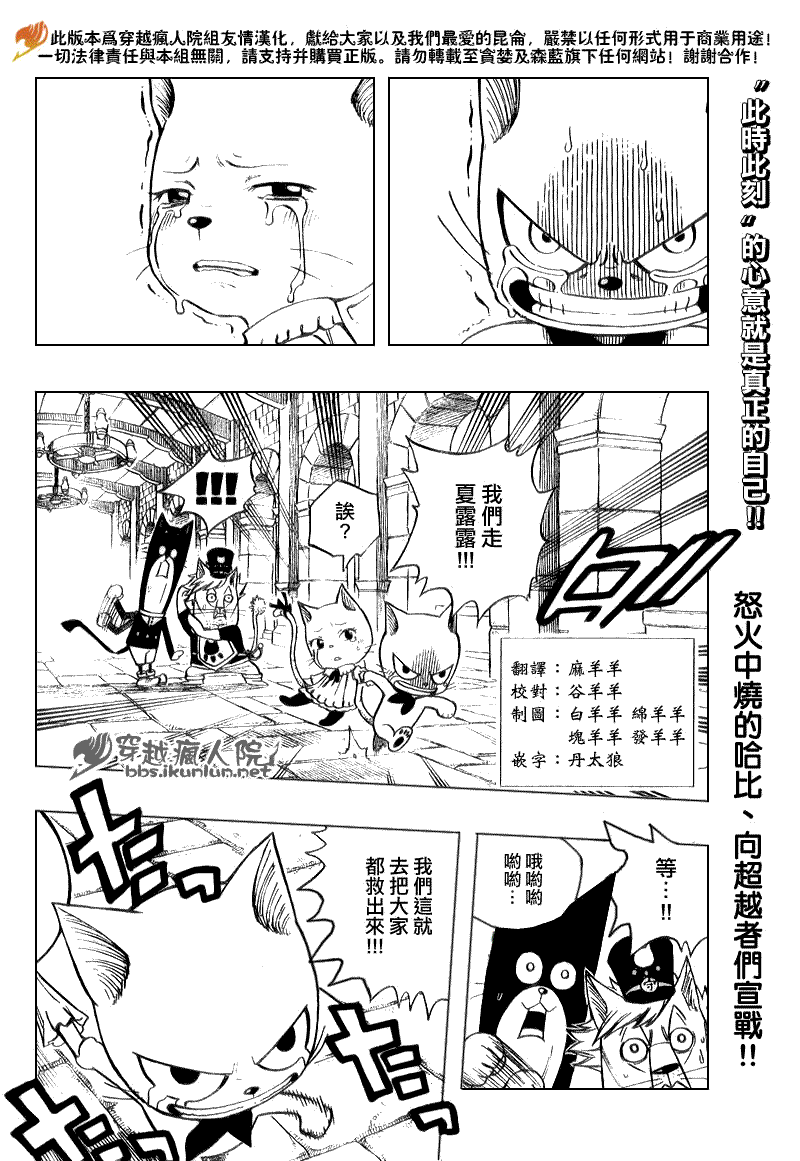 此版本爲穿越瘋人院組友情漢化，獻給大家以及我們最愛的昆侖，嚴禁以任何形式用于商業用途！
一切法律責任與本組無關，請支持并購買正版。請勿轉載至貪婪及森藍旗下任何網站！謝謝合作！
“此時此刻“的心意就是真正的自己!!
怒火中燒的哈比、向超越者們宣戰!!
我們走
夏露露!!!
誒？
!!!
ダッ
翻譯：麻羊羊
校對：谷羊羊
制圖：白羊羊 綿羊羊
塊羊羊 發羊羊
嵌字：丹太狼
穿越瘋人院
bbs.ikunlun.net
等…!!
哦喲喲
喲喲…
我們這就
去把大家
都救出來!!!
ダ
ダ
ダ
ダ